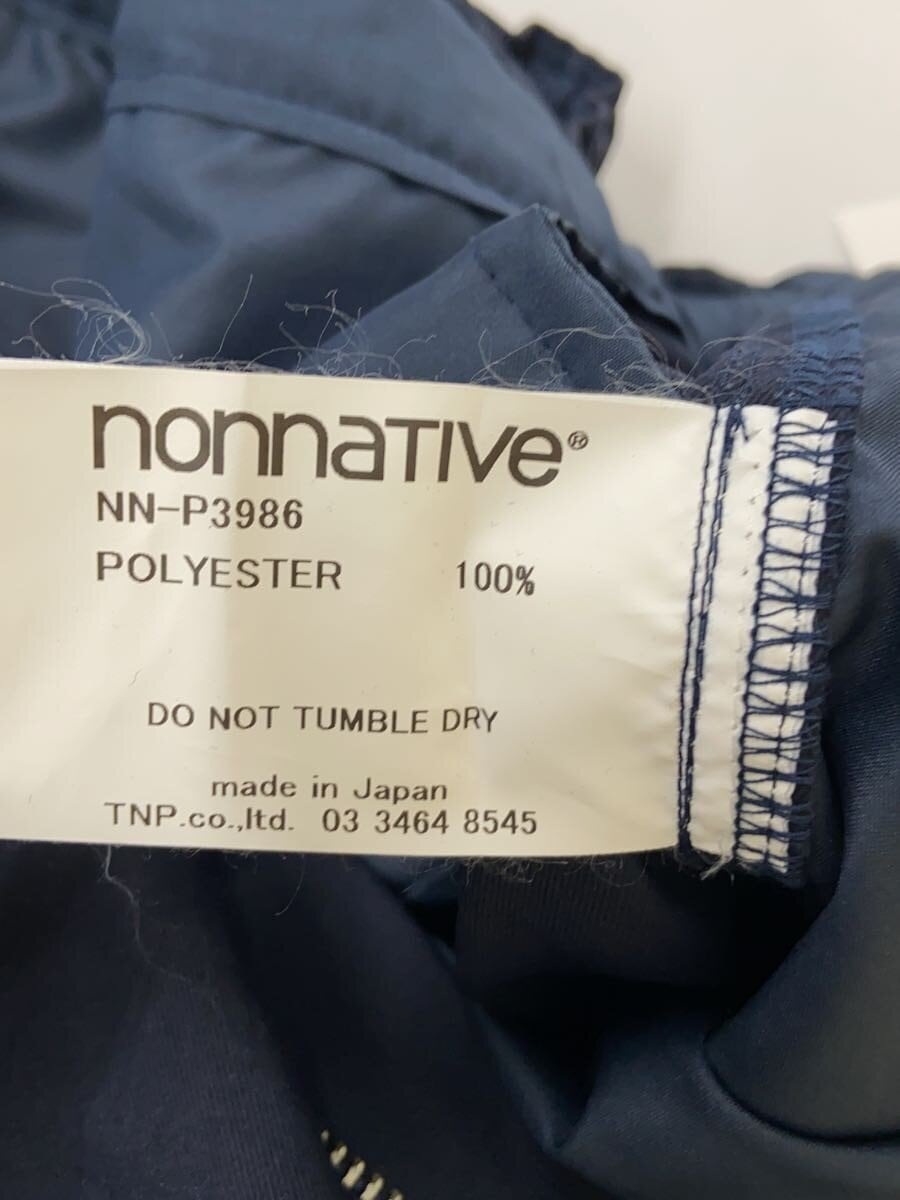 nonnaTIVe®
NN-P3986
POLYESTER 100%
DO NOT TUMBLE DRY
made in Japan
TNP.co.,ltd. 03 3464 8545